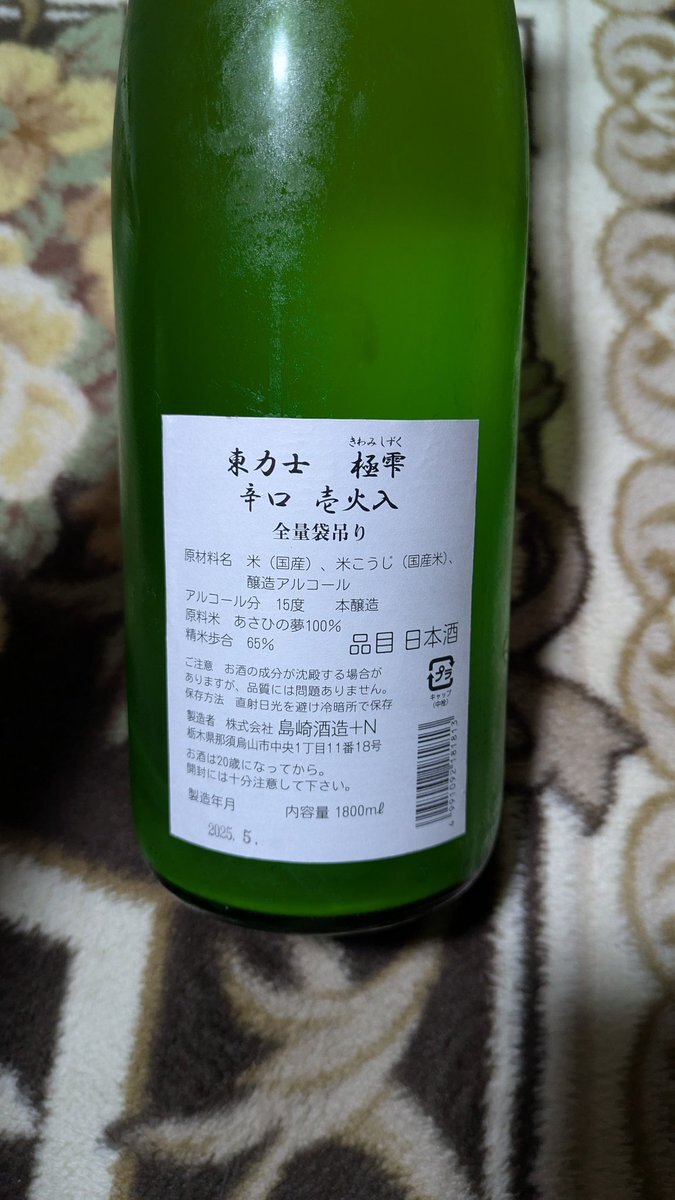 きわみしずく
東力士 極雫
辛口 壱火入
全量袋吊り
原材料名 米（国産）、米こうじ（国産米）、
醸造アルコール
アルコール分 15度 本醸造
原料米 あさひの夢100％
精米歩合 65％
品目 日本酒
ご注意 お酒の成分が沈殿する場合が
ありますが、品質には問題ありません。
保存方法 直射日光を避け冷暗所で保存
プラ
キャップ
（中栓）
製造者 株式会社 島崎酒造+N
栃木県那須烏山市中央1丁目11番18号
お酒は20歳になってから。
開封には十分注意して下さい。
製造年月 内容量 1800mℓ
2025. 5.
4991092181813